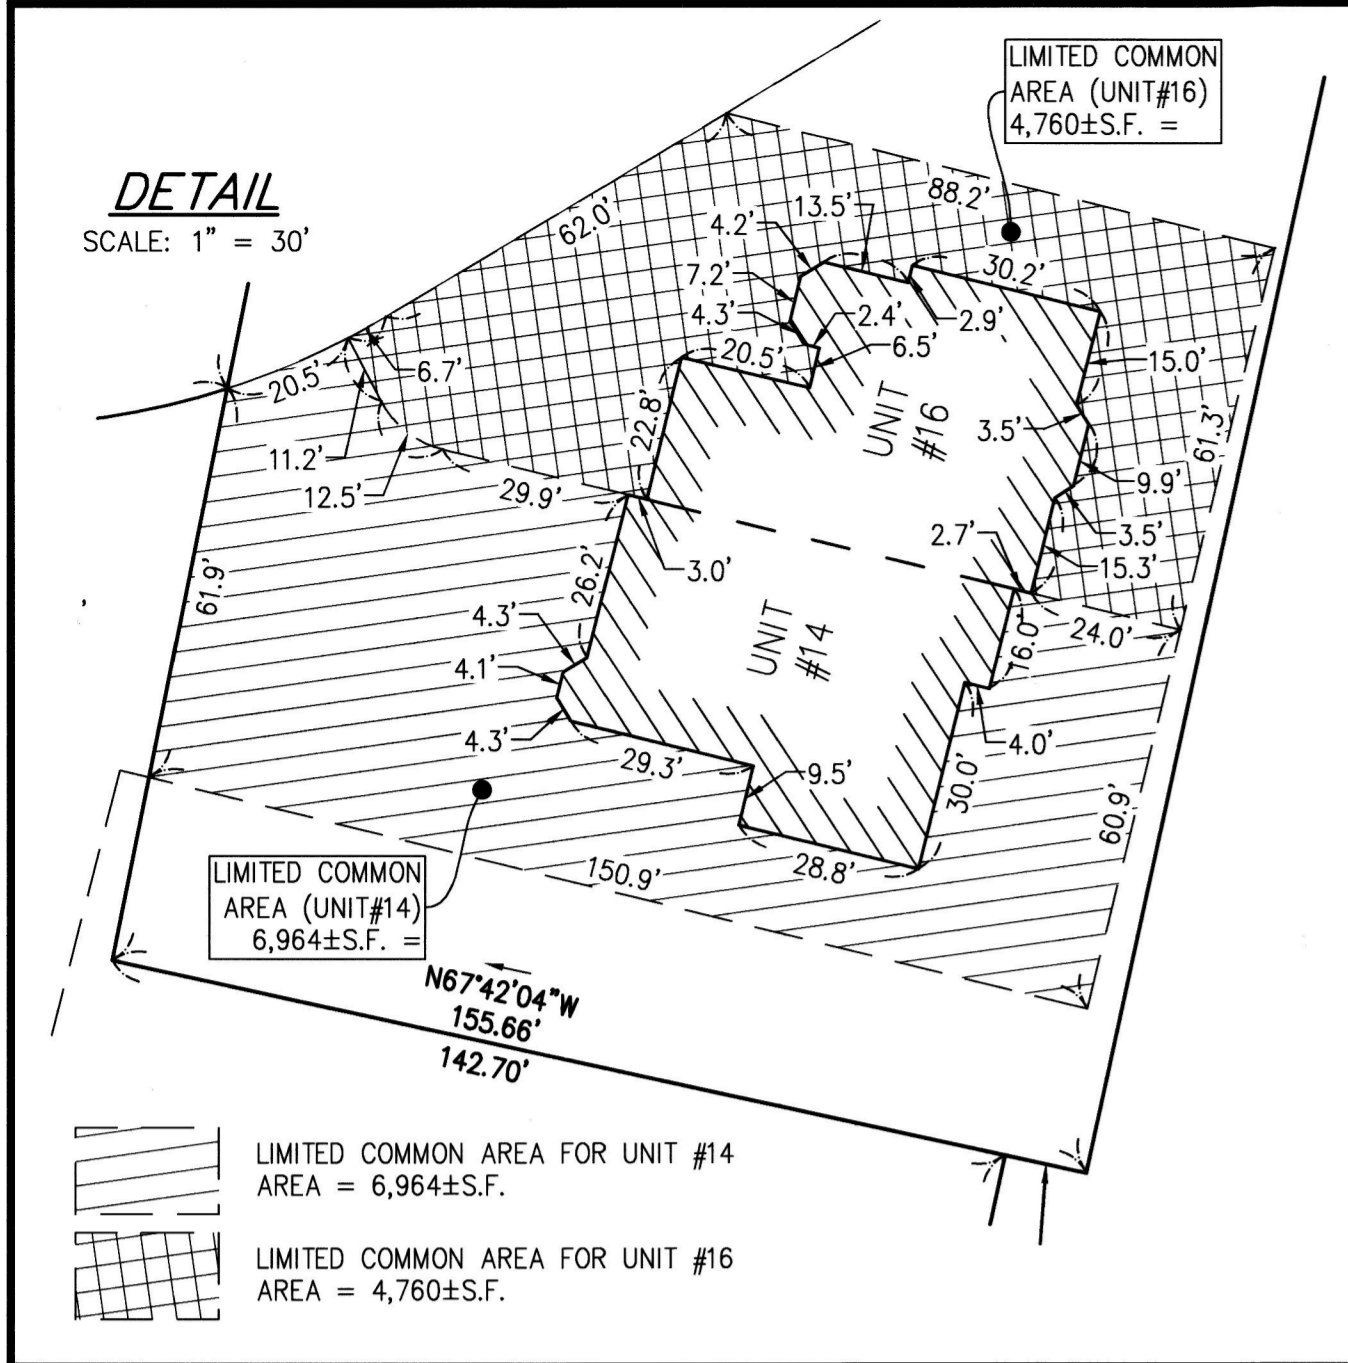 LIMITED COMMON
AREA (UNIT#16)
4,760±S.F. =
DETAIL
SCALE: 1" = 30'
62.0'
88.2'
13.5'
4.2'
7.2'
4.3'
30.2'
2.9'
2.4'
6.5'
20.5'
15.0'
20.5'
6.7'
UNIT
#16
3.5'
61.3'
22.8'
11.2'
12.5'
29.9'
9.9'
3.5'
2.7'
15.3'
3.0'
61.9'
26.2'
4.3'
UNIT
#14
16.0'
24.0'
4.1'
4.3'
4.0'
29.3'
9.5'
30.0'
60.9'
28.8'
150.9'
LIMITED COMMON
AREA (UNIT#14)
6,964±S.F. =
N67°42'04"W
155.66'
142.70'
LIMITED COMMON AREA FOR UNIT #14
AREA = 6,964±S.F.
LIMITED COMMON AREA FOR UNIT #16
AREA = 4,760±S.F.